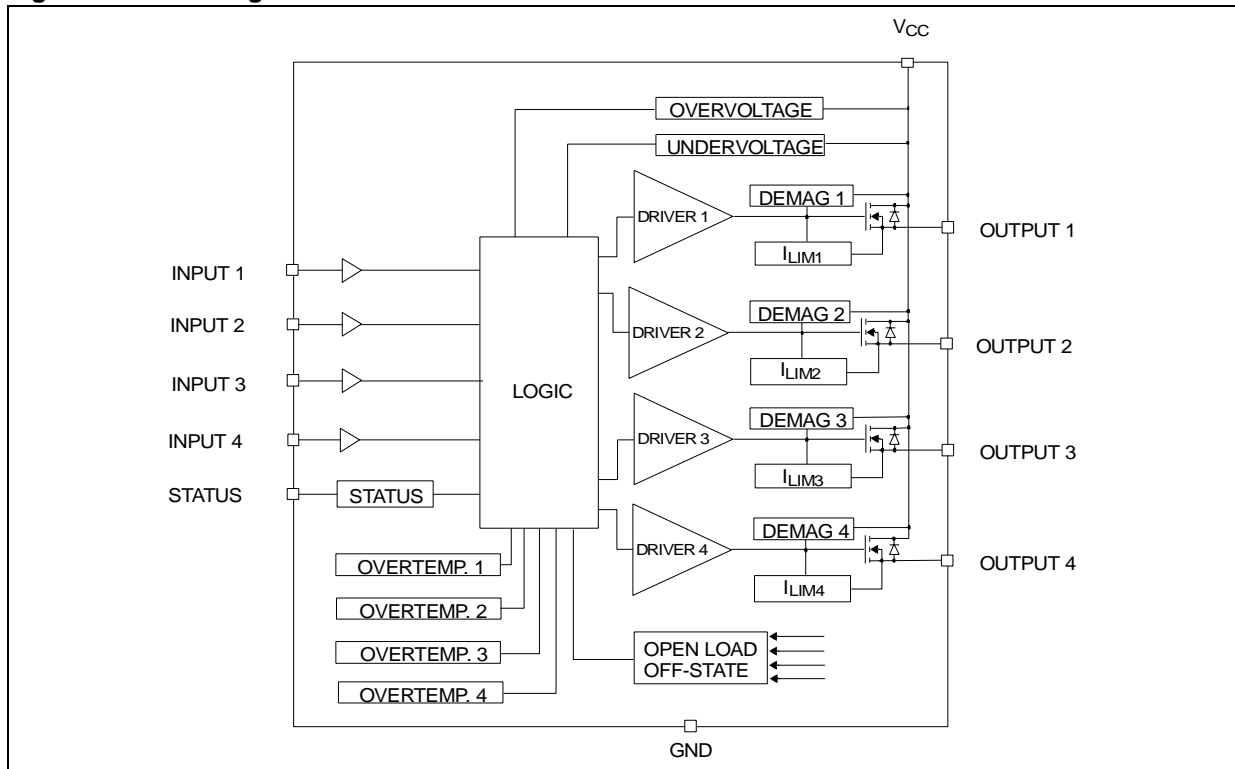 VCC
OVERVOLTAGE
UNDERVOLTAGE
DEMAG 1
DRIVER 1
ILIM1
OUTPUT 1
INPUT 1
INPUT 2
INPUT 3
INPUT 4
STATUS
STATUS
LOGIC
DEMAG 2
DRIVER 2
ILIM2
OUTPUT 2
DEMAG 3
DRIVER 3
ILIM3
OUTPUT 3
DEMAG 4
DRIVER 4
ILIM4
OUTPUT 4
OVERTEMP. 1
OVERTEMP. 2
OVERTEMP. 3
OVERTEMP. 4
OPEN LOAD
OFF-STATE
GND